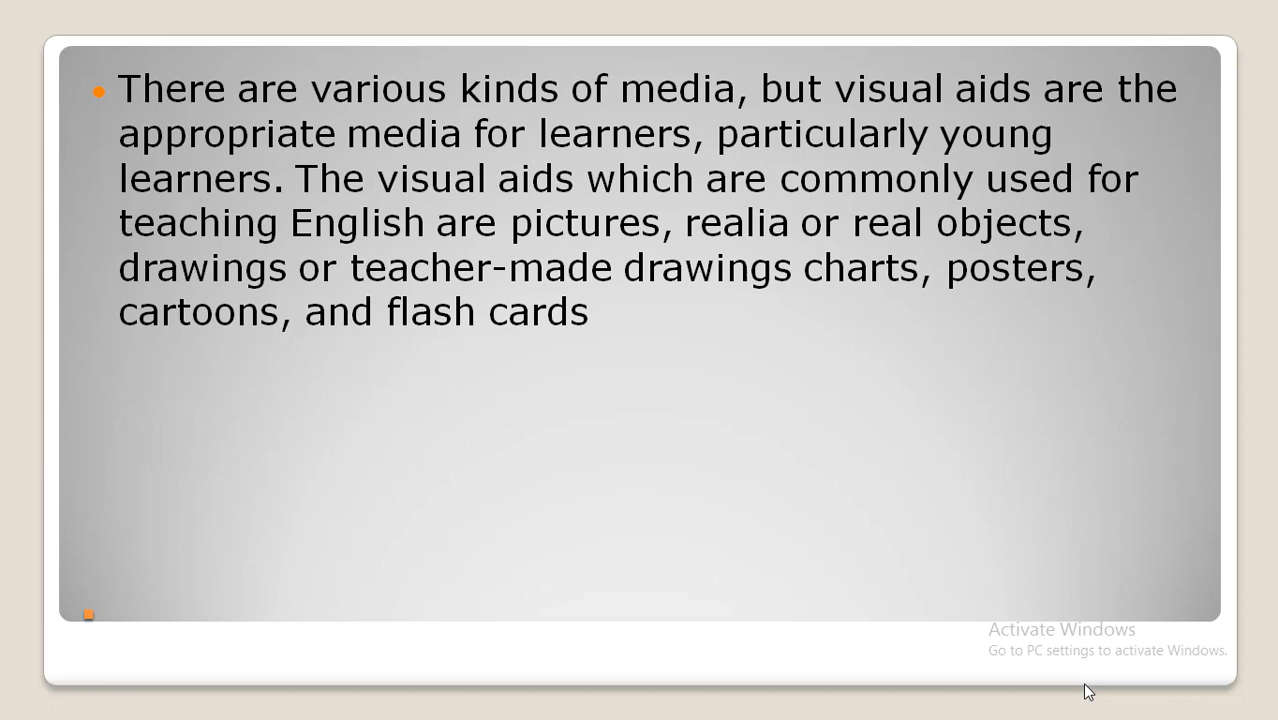 There are various kinds of media, but visual aids are the
appropriate media for learners, particularly young
learners. The visual aids which are commonly used for
teaching English are pictures, realia or real objects,
drawings or teacher-made drawings charts, posters,
cartoons, and flash cards
Activate Windows
Go to PC settings to activate Windows.